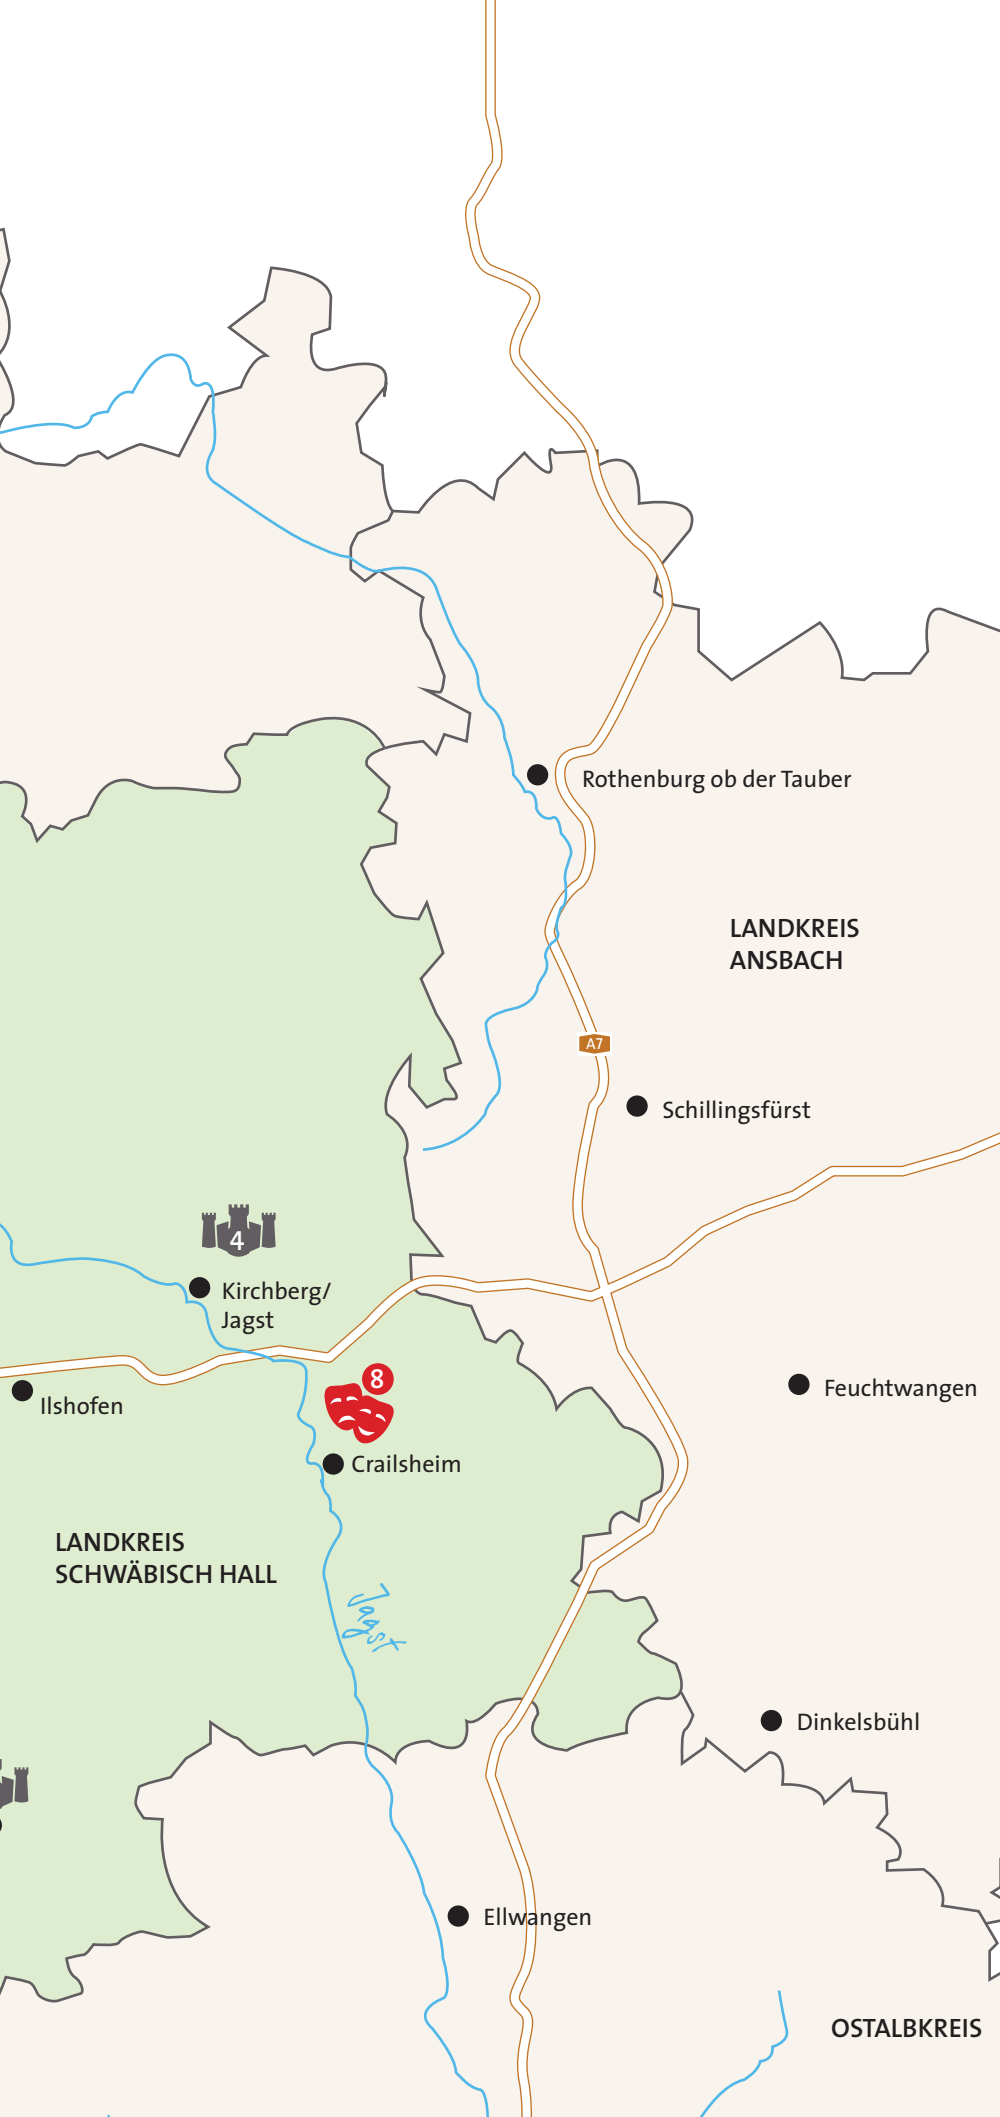 Rothenburg ob der Tauber
LANDKREIS
ANSBACH
A7
Schillingsfürst
4
Kirchberg/
Jagst
8
Ilshofen
Feuchtwangen
Crailsheim
LANDKREIS
SCHWÄBISCH HALL
Jagst
Dinkelsbühl
Ellwangen
OSTALBKREIS